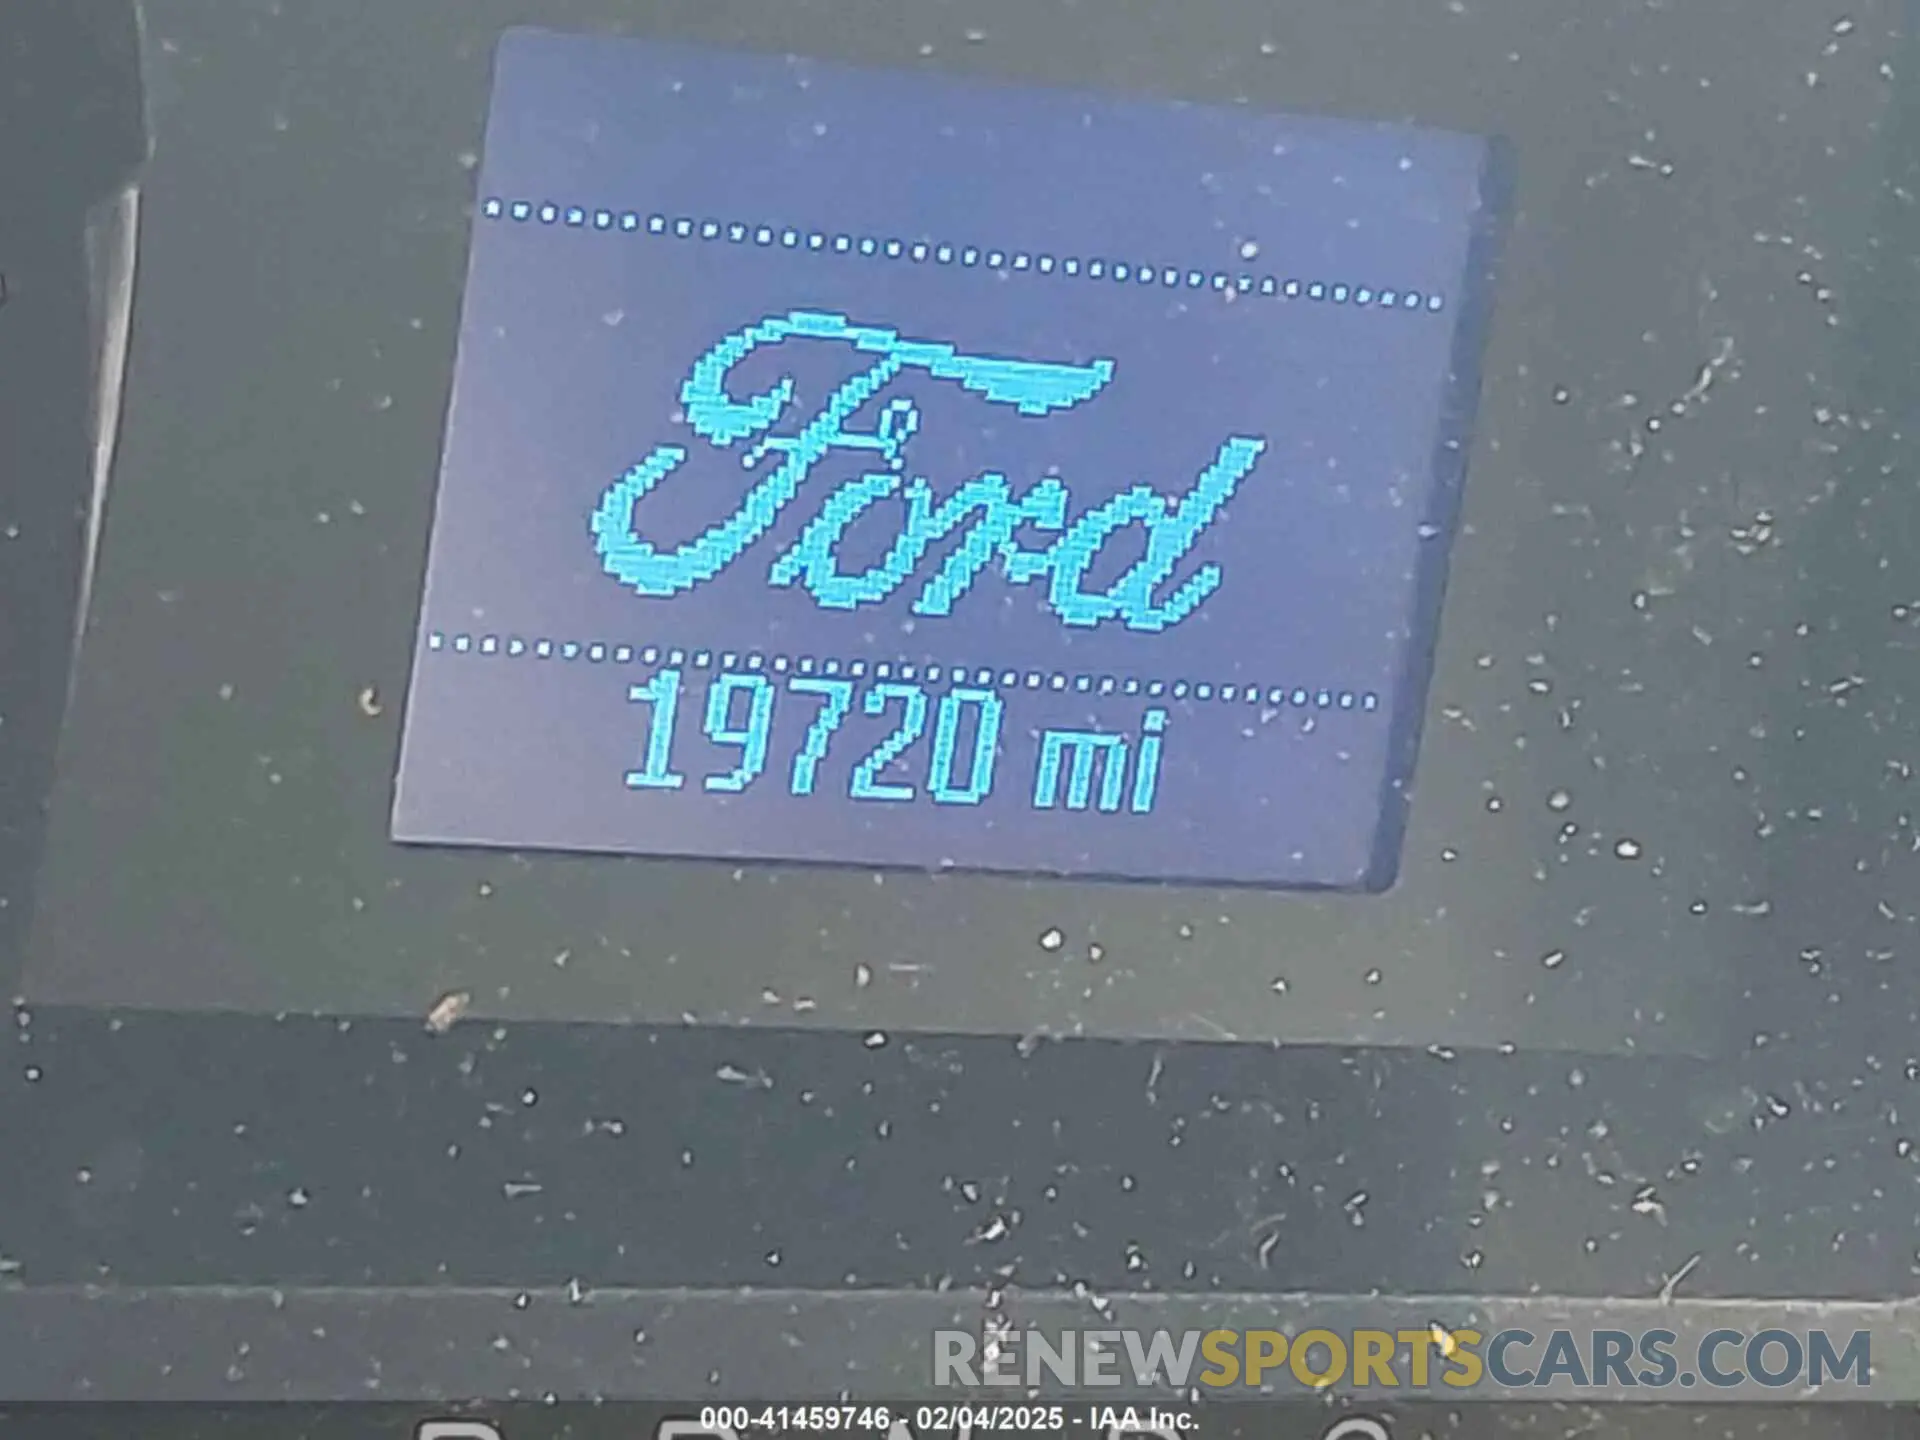 Ford
19720 mi
RENEWSPORTSCARS.COM
000-41459746 - 02/04/2025 - IAA Inc.